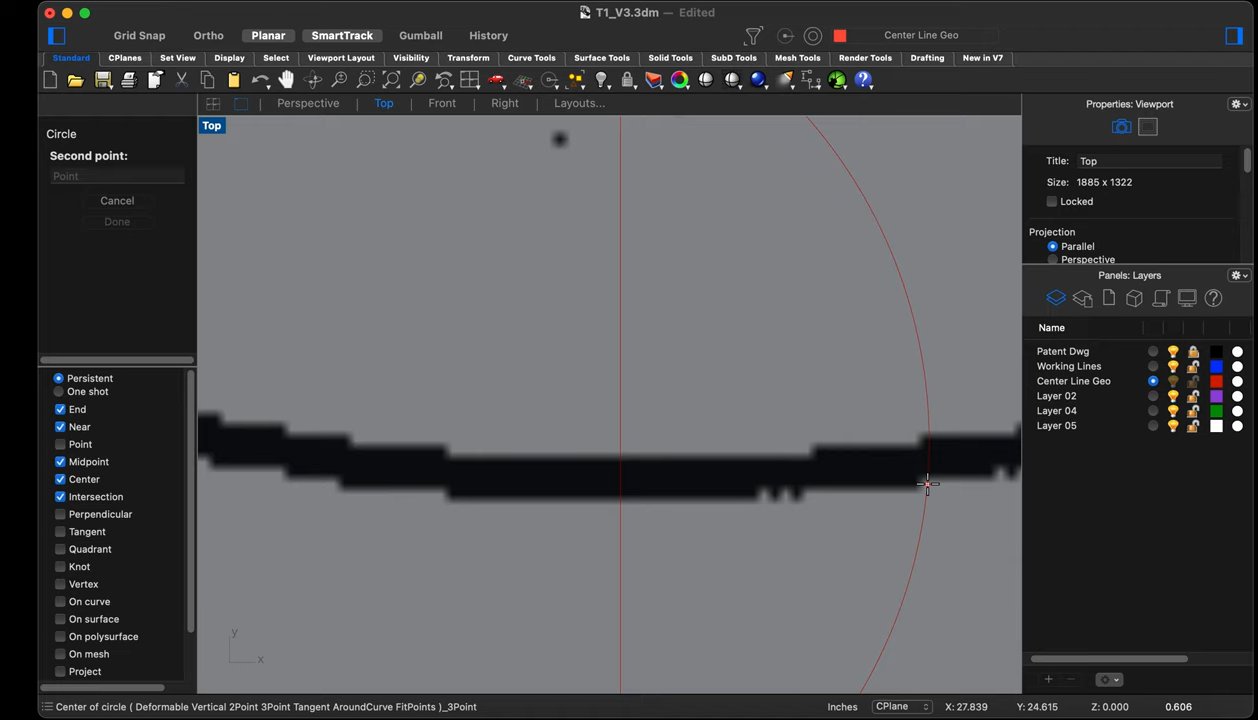 T1_V3.3dm — Edited
Grid Snap Ortho Planar SmartTrack Gumball History Center Line Geo
Standard CPlanes Set View Display Select Viewport Layout Visibility Transform Curve Tools Surface Tools Solid Tools SubD Tools Mesh Tools Render Tools Drafting New in V7
Perspective Top Front Right Layouts... Properties: Viewport
Top
Circle
Second point:
Point
Cancel
Done
Title: Top
Size: 1885 x 1322
Locked
Projection
Parallel
Perspective
Panels: Layers
Name
Patent Dwg
Working Lines
Center Line Geo
Layer 02
Layer 04
Layer 05
Persistent
One shot
End
Near
Point
Midpoint
Center
Intersection
Perpendicular
Tangent
Quadrant
Knot
Vertex
On curve
On surface
On polysurface
On mesh
Project
y
x
Center of circle ( Deformable Vertical 2Point 3Point Tangent AroundCurve FitPoints )_3Point Inches CPlane X: 27.839 Y: 24.615 Z: 0.000 0.606